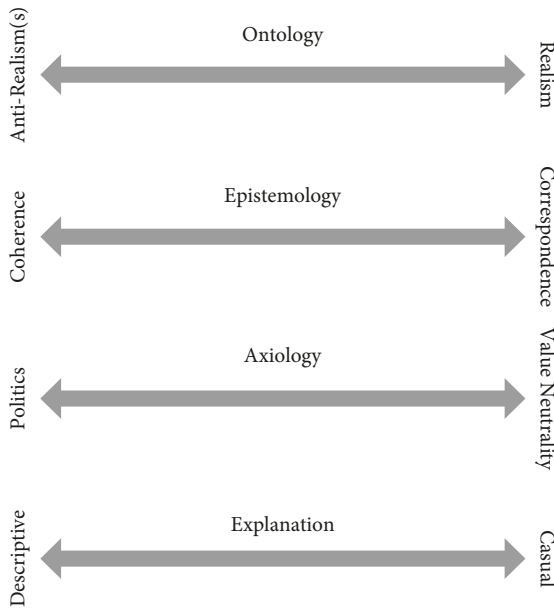 Anti-Realism(s)
Ontology
Realism
Coherence
Epistemology
Correspondence
Politics
Axiology
Value Neutrality
Descriptive
Explanation
Casual